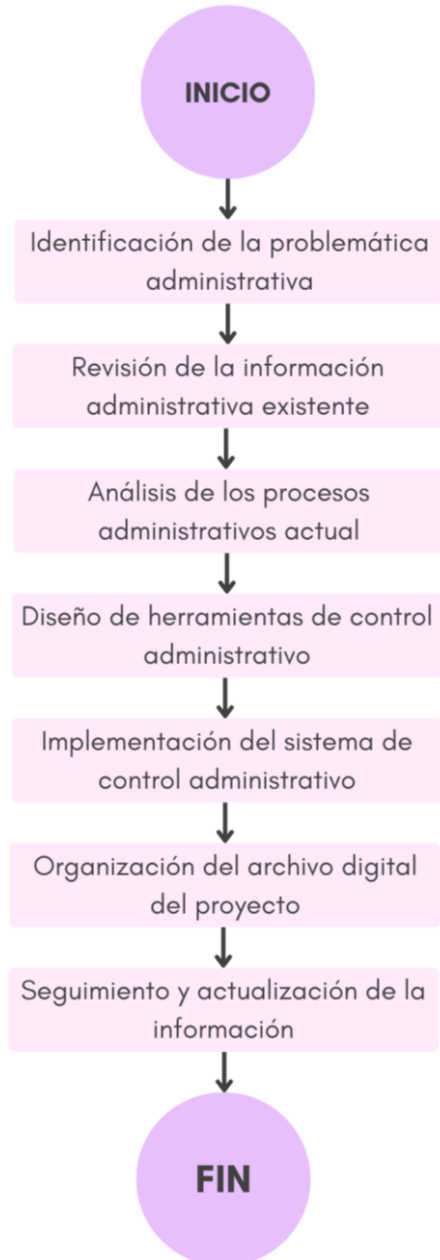 INICIO
Identificación de la problemática
administrativa
Revisión de la información
administrativa existente
Análisis de los procesos
administrativos actual
Diseño de herramientas de control
administrativo
Implementación del sistema de
control administrativo
Organización del archivo digital
del proyecto
Seguimiento y actualización de la
información
FIN